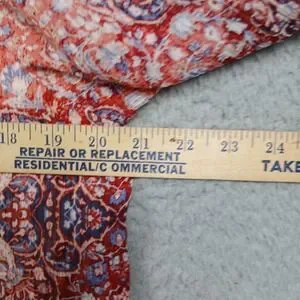 18 19 20 21 22 23 24
REPAIR OR REPLACEMENT
RESIDENTIAL/C OMMERCIAL
TAKE